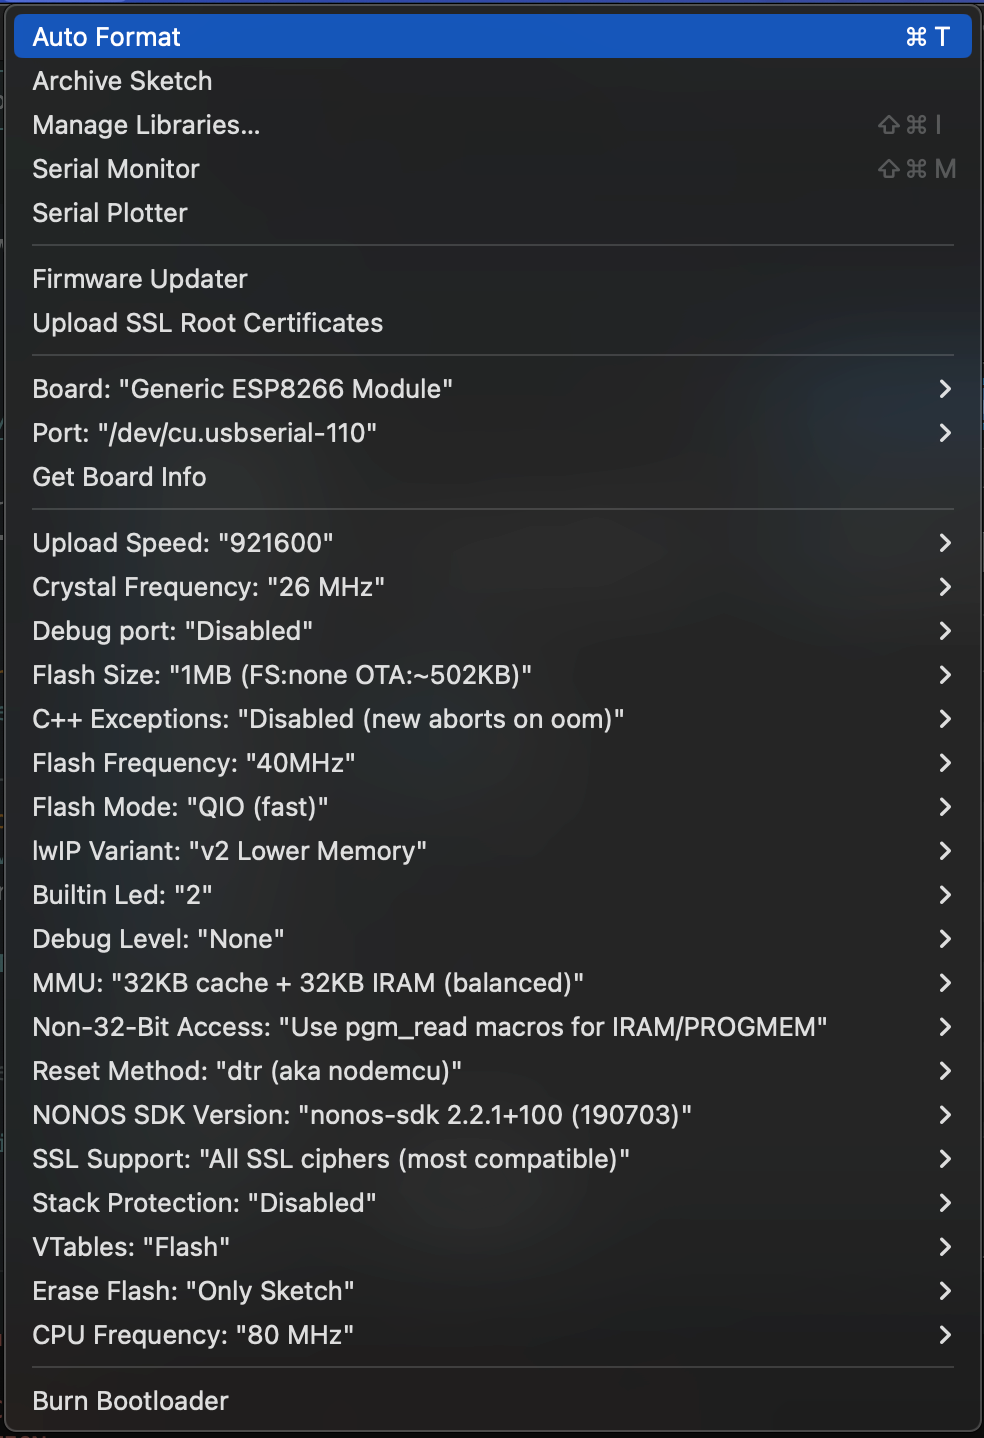 Auto Format ⌘ T
Archive Sketch
Manage Libraries... ⇧ ⌘ I
Serial Monitor ⇧ ⌘ M
Serial Plotter
Firmware Updater
Upload SSL Root Certificates
Board: "Generic ESP8266 Module"
Port: "/dev/cu.usbserial-110"
Get Board Info
Upload Speed: "921600"
Crystal Frequency: "26 MHz"
Debug port: "Disabled"
Flash Size: "1MB (FS:none OTA:~502KB)"
C++ Exceptions: "Disabled (new aborts on oom)"
Flash Frequency: "40MHz"
Flash Mode: "QIO (fast)"
lwIP Variant: "v2 Lower Memory"
Builtin Led: "2"
Debug Level: "None"
MMU: "32KB cache + 32KB IRAM (balanced)"
Non-32-Bit Access: "Use pgm_read macros for IRAM/PROGMEM"
Reset Method: "dtr (aka nodemcu)"
NONOS SDK Version: "nonos-sdk 2.2.1+100 (190703)"
SSL Support: "All SSL ciphers (most compatible)"
Stack Protection: "Disabled"
VTables: "Flash"
Erase Flash: "Only Sketch"
CPU Frequency: "80 MHz"
Burn Bootloader